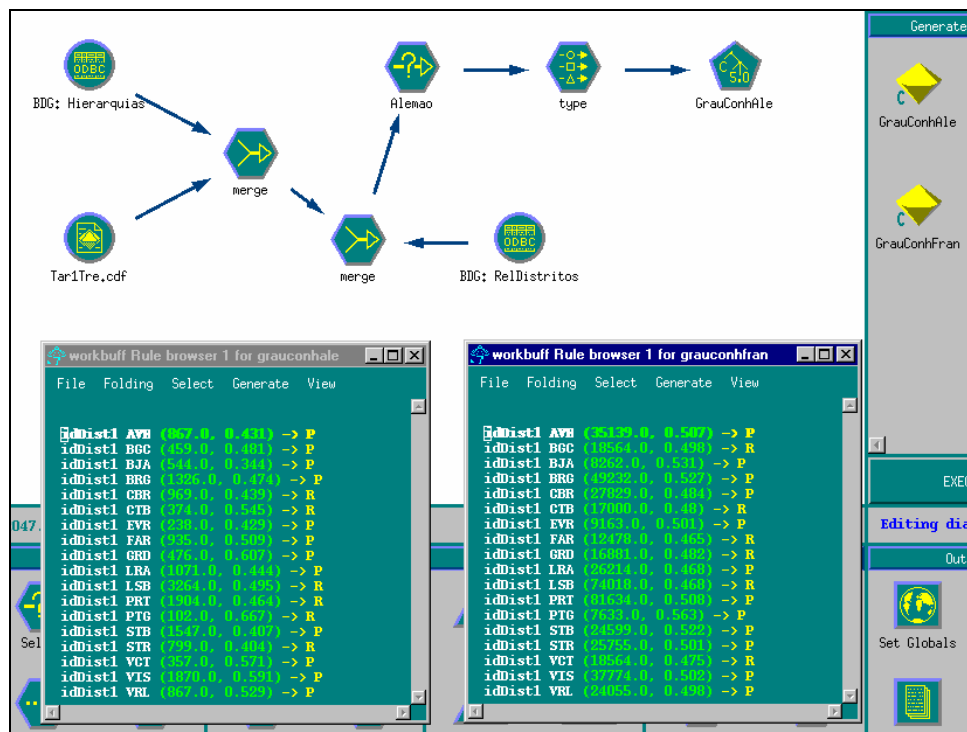 Generate
BDG: Hierarquias
Alemao
type
GrauConhAle
C 5.0
ODBC
GrauConhAle
merge
Tar1Tre.cdf
merge
ODBC
BDG: RelDistritos
GrauConhFran
workbuff Rule browser 1 for grauconhale
File Folding Select Generate View
idDist1 AVH (867.0, 0.431) -> P
idDist1 BGC (459.0, 0.481) -> P
idDist1 BJA (544.0, 0.344) -> P
idDist1 BRG (1326.0, 0.474) -> P
idDist1 CBR (969.0, 0.439) -> R
idDist1 CTB (374.0, 0.545) -> R
idDist1 EVR (238.0, 0.429) -> P
idDist1 FAR (935.0, 0.509) -> P
idDist1 GRD (476.0, 0.607) -> P
idDist1 LRA (1071.0, 0.444) -> P
idDist1 LSB (3264.0, 0.495) -> R
idDist1 PRT (1904.0, 0.464) -> R
idDist1 PTG (102.0, 0.667) -> R
idDist1 STB (1547.0, 0.407) -> P
idDist1 STR (799.0, 0.404) -> R
idDist1 VCT (357.0, 0.571) -> P
idDist1 VIS (1870.0, 0.591) -> P
idDist1 VRL (867.0, 0.529) -> P
workbuff Rule browser 1 for grauconhfran
File Folding Select Generate View
idDist1 AVH (35139.0, 0.507) -> P
idDist1 BGC (18564.0, 0.498) -> R
idDist1 BJA (8262.0, 0.531) -> P
idDist1 BRG (49232.0, 0.527) -> P
idDist1 CBR (27829.0, 0.484) -> P
idDist1 CTB (17000.0, 0.48) -> R
idDist1 EVR (9163.0, 0.501) -> P
idDist1 FAR (12478.0, 0.465) -> R
idDist1 GRD (16881.0, 0.482) -> R
idDist1 LRA (26214.0, 0.468) -> P
idDist1 LSB (74018.0, 0.468) -> R
idDist1 PRT (81634.0, 0.508) -> P
idDist1 PTG (7633.0, 0.563) -> P
idDist1 STB (24599.0, 0.522) -> P
idDist1 STR (25755.0, 0.501) -> P
idDist1 VCT (18564.0, 0.475) -> R
idDist1 VIS (37774.0, 0.502) -> P
idDist1 VRL (24055.0, 0.498) -> P
EXEC
047.
Editing dia
Out
Sel
Set Globals